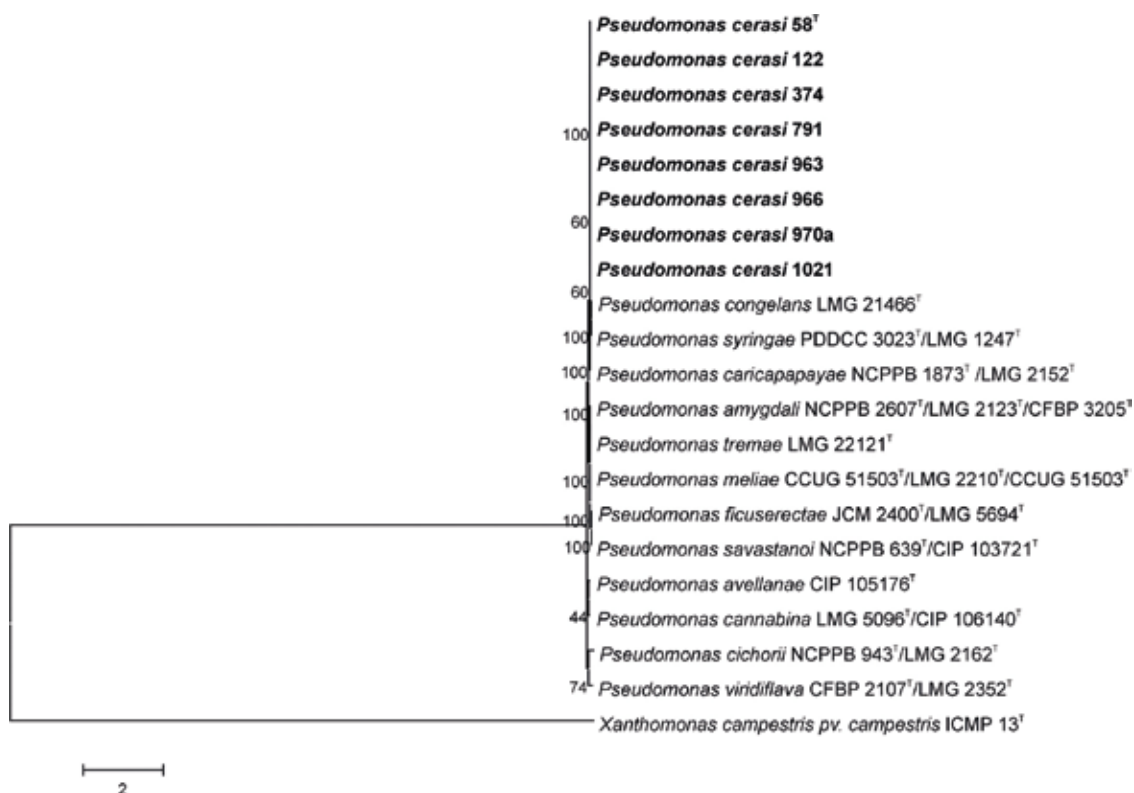 Pseudomonas cerasi 58ᵀ
Pseudomonas cerasi 122
Pseudomonas cerasi 374
100 Pseudomonas cerasi 791
Pseudomonas cerasi 963
Pseudomonas cerasi 966
60 Pseudomonas cerasi 970a
Pseudomonas cerasi 1021
60 Pseudomonas congelans LMG 21466ᵀ
100 Pseudomonas syringae PDDCC 3023ᵀ/LMG 1247ᵀ
100 Pseudomonas caricapapayae NCPPB 1873ᵀ /LMG 2152ᵀ
100 Pseudomonas amygdali NCPPB 2607ᵀ/LMG 2123ᵀ/CFBP 3205ᵀ
Pseudomonas tremae LMG 22121ᵀ
100 Pseudomonas meliae CCUG 51503ᵀ/LMG 2210ᵀ/CCUG 51503ᵀ
100 Pseudomonas ficuserectae JCM 2400ᵀ/LMG 5694ᵀ
100 Pseudomonas savastanoi NCPPB 639ᵀ/CIP 103721ᵀ
Pseudomonas avellanae CIP 105176ᵀ
44 Pseudomonas cannabina LMG 5096ᵀ/CIP 106140ᵀ
Pseudomonas cichorii NCPPB 943ᵀ/LMG 2162ᵀ
74 Pseudomonas viridiflava CFBP 2107ᵀ/LMG 2352ᵀ
Xanthomonas campestris pv. campestris ICMP 13ᵀ
2